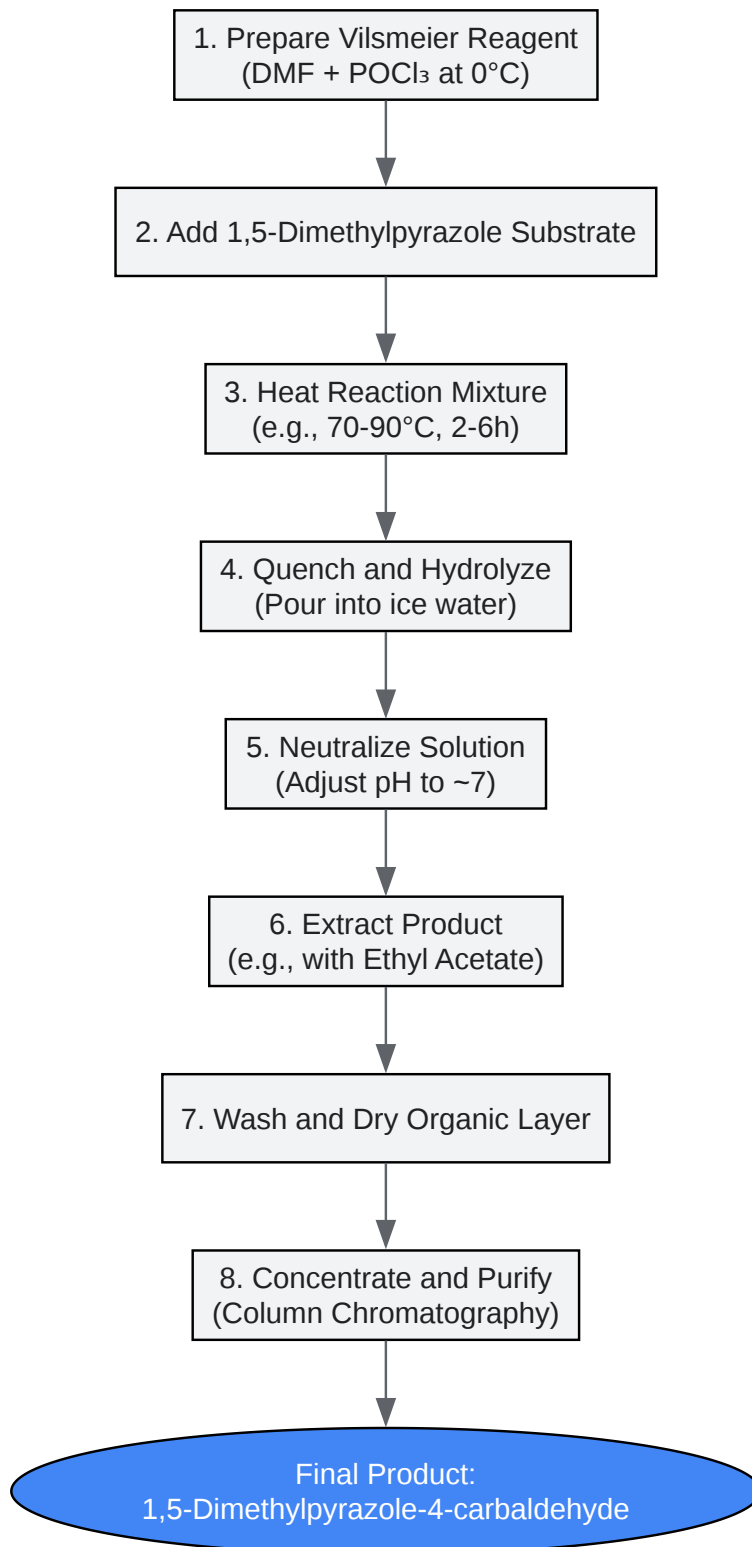 1. Prepare Vilsmeier Reagent
(DMF + POCl₃ at 0°C)
2. Add 1,5-Dimethylpyrazole Substrate
3. Heat Reaction Mixture
(e.g., 70-90°C, 2-6h)
4. Quench and Hydrolyze
(Pour into ice water)
5. Neutralize Solution
(Adjust pH to ~7)
6. Extract Product
(e.g., with Ethyl Acetate)
7. Wash and Dry Organic Layer
8. Concentrate and Purify
(Column Chromatography)
Final Product:
1,5-Dimethylpyrazole-4-carbaldehyde